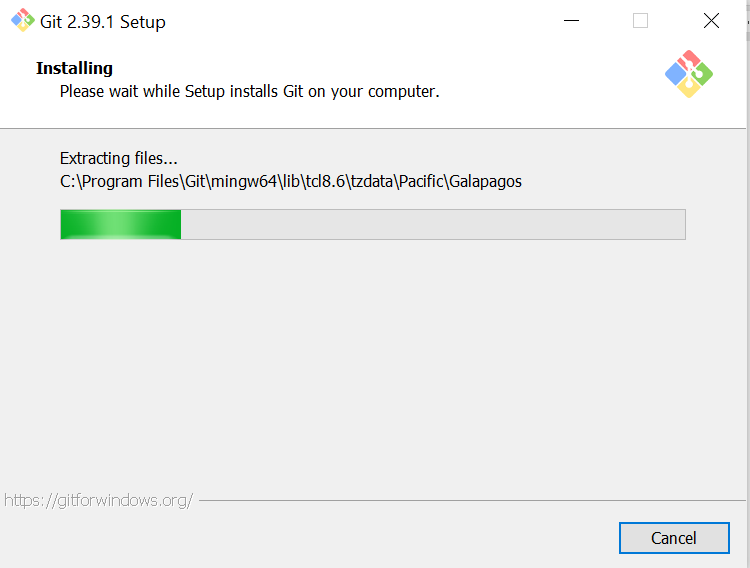 Git 2.39.1 Setup
Installing
Please wait while Setup installs Git on your computer.
Extracting files...
C:\Program Files\Git\mingw64\lib\tcl8.6\tzdata\Pacific\Galapagos
https://gitforwindows.org/
Cancel